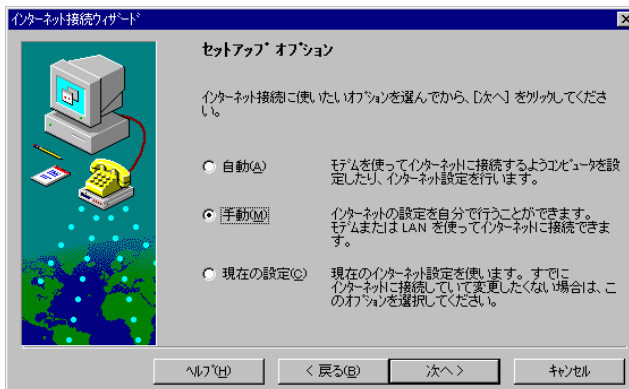 インターネット接続ウィザード
セットアップ オプション
インターネット接続に使いたいオプションを選んでから、[次へ] をクリックしてくださ
い。
自動(A)
モデムを使ってインターネットに接続するようコンピュータを設
定したり、インターネット設定を行います。
手動(M)
インターネットの設定を自分で行うことができます。
モデムまたは LAN を使ってインターネットに接続できま
す。
現在の設定(C)
現在のインターネット設定を使います。すでに
インターネットに接続していて変更したくない場合は、こ
のオプションを選択してください。
ヘルプ(H)
< 戻る(B)
次へ >
キャンセル